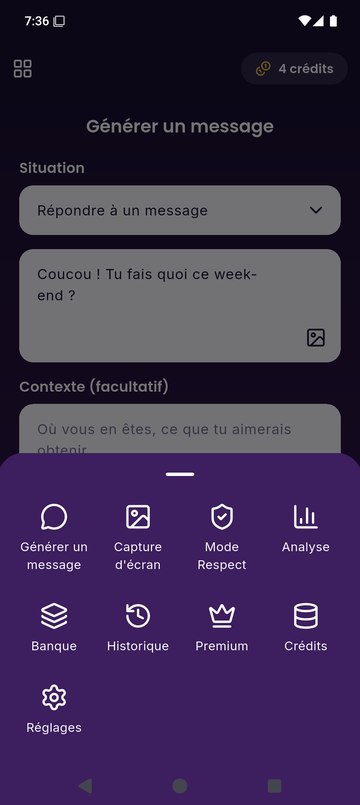 7:36
4 crédits
Générer un message
Situation
Répondre à un message
Coucou ! Tu fais quoi ce week-
end ?
Contexte (facultatif)
Où vous en êtes, ce que tu aimerais
obtenir
Générer un
message
Capture
d'écran
Mode
Respect
Analyse
Banque
Historique
Premium
Crédits
Réglages